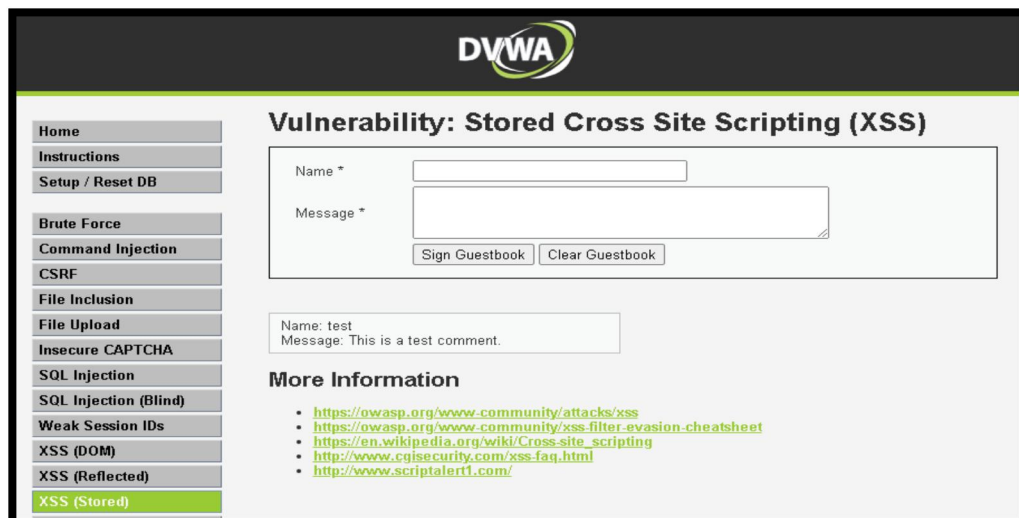 DVWA
Home
Instructions
Setup / Reset DB
Brute Force
Command Injection
CSRF
File Inclusion
File Upload
Insecure CAPTCHA
SQL Injection
SQL Injection (Blind)
Weak Session IDs
XSS (DOM)
XSS (Reflected)
XSS (Stored)
Vulnerability: Stored Cross Site Scripting (XSS)
Name *
Message *
Sign Guestbook Clear Guestbook
Name: test
Message: This is a test comment.
More Information
https://owasp.org/www-community/attacks/xss
https://owasp.org/www-community/xss-filter-evasion-cheatsheet
https://en.wikipedia.org/wiki/Cross-site_scripting
http://www.cgisecurity.com/xss-faq.html
http://www.scriptalert1.com/